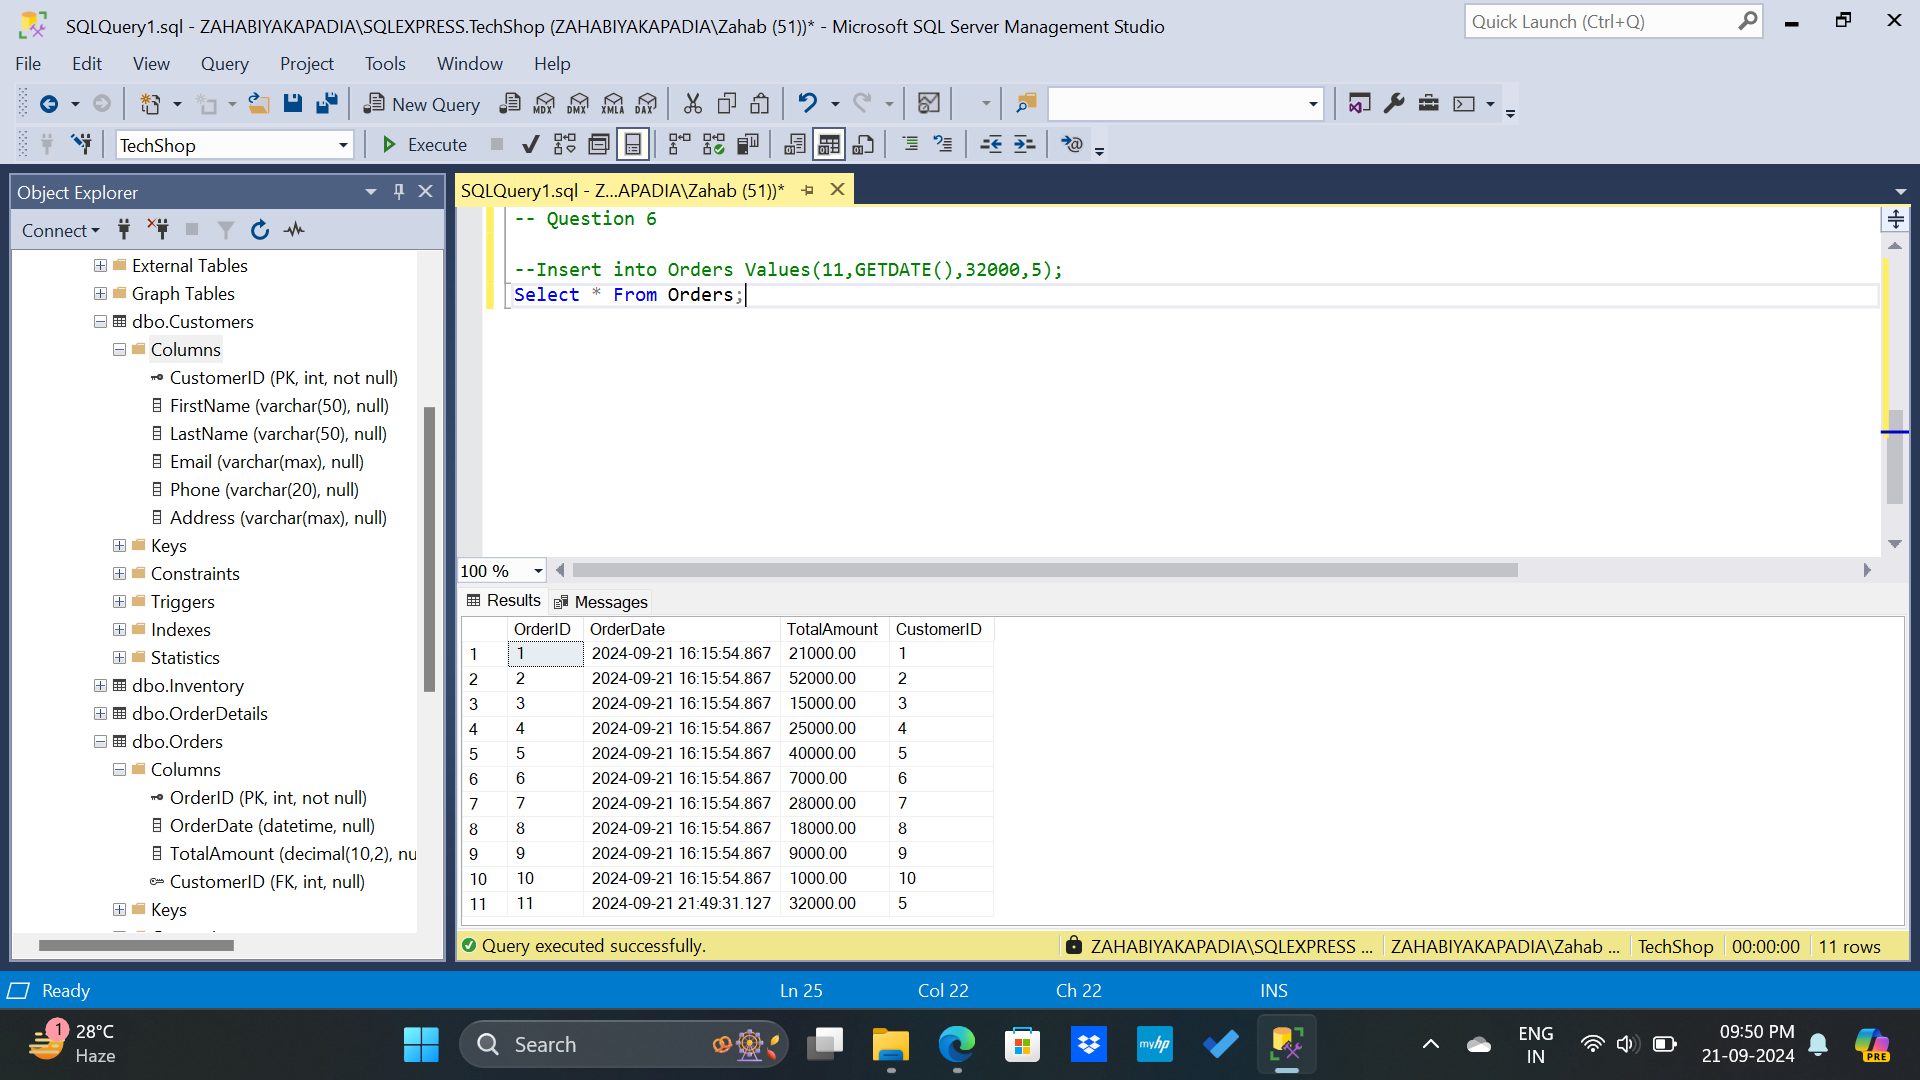 SQLQuery1.sql - ZAHABIYAKAPADIA\SQLEXPRESS.TechShop (ZAHABIYAKAPADIA\Zahab (51))* - Microsoft SQL Server Management Studio
Quick Launch (Ctrl+Q)
File Edit View Query Project Tools Window Help
New Query MDX DMX XMLA DAX
TechShop Execute
Object Explorer
SQLQuery1.sql - Z...APADIA\Zahab (51))*
Connect
External Tables
Graph Tables
dbo.Customers
Columns
CustomerID (PK, int, not null)
FirstName (varchar(50), null)
LastName (varchar(50), null)
Email (varchar(max), null)
Phone (varchar(20), null)
Address (varchar(max), null)
Keys
Constraints
Triggers
Indexes
Statistics
dbo.Inventory
dbo.OrderDetails
dbo.Orders
Columns
OrderID (PK, int, not null)
OrderDate (datetime, null)
TotalAmount (decimal(10,2), nu
CustomerID (FK, int, null)
Keys
-- Question 6
--Insert into Orders Values(11,GETDATE(),32000,5);
Select * From Orders;
100 %
Results Messages
OrderID OrderDate TotalAmount CustomerID
1 1 2024-09-21 16:15:54.867 21000.00 1
2 2 2024-09-21 16:15:54.867 52000.00 2
3 3 2024-09-21 16:15:54.867 15000.00 3
4 4 2024-09-21 16:15:54.867 25000.00 4
5 5 2024-09-21 16:15:54.867 40000.00 5
6 6 2024-09-21 16:15:54.867 7000.00 6
7 7 2024-09-21 16:15:54.867 28000.00 7
8 8 2024-09-21 16:15:54.867 18000.00 8
9 9 2024-09-21 16:15:54.867 9000.00 9
10 10 2024-09-21 16:15:54.867 1000.00 10
11 11 2024-09-21 21:49:31.127 32000.00 5
Query executed successfully. ZAHABIYAKAPADIA\SQLEXPRESS ... ZAHABIYAKAPADIA\Zahab ... TechShop 00:00:00 11 rows
Ready Ln 25 Col 22 Ch 22 INS
1 28°C
Haze
Search
myhp
ENG
IN
09:50 PM
21-09-2024
PRE